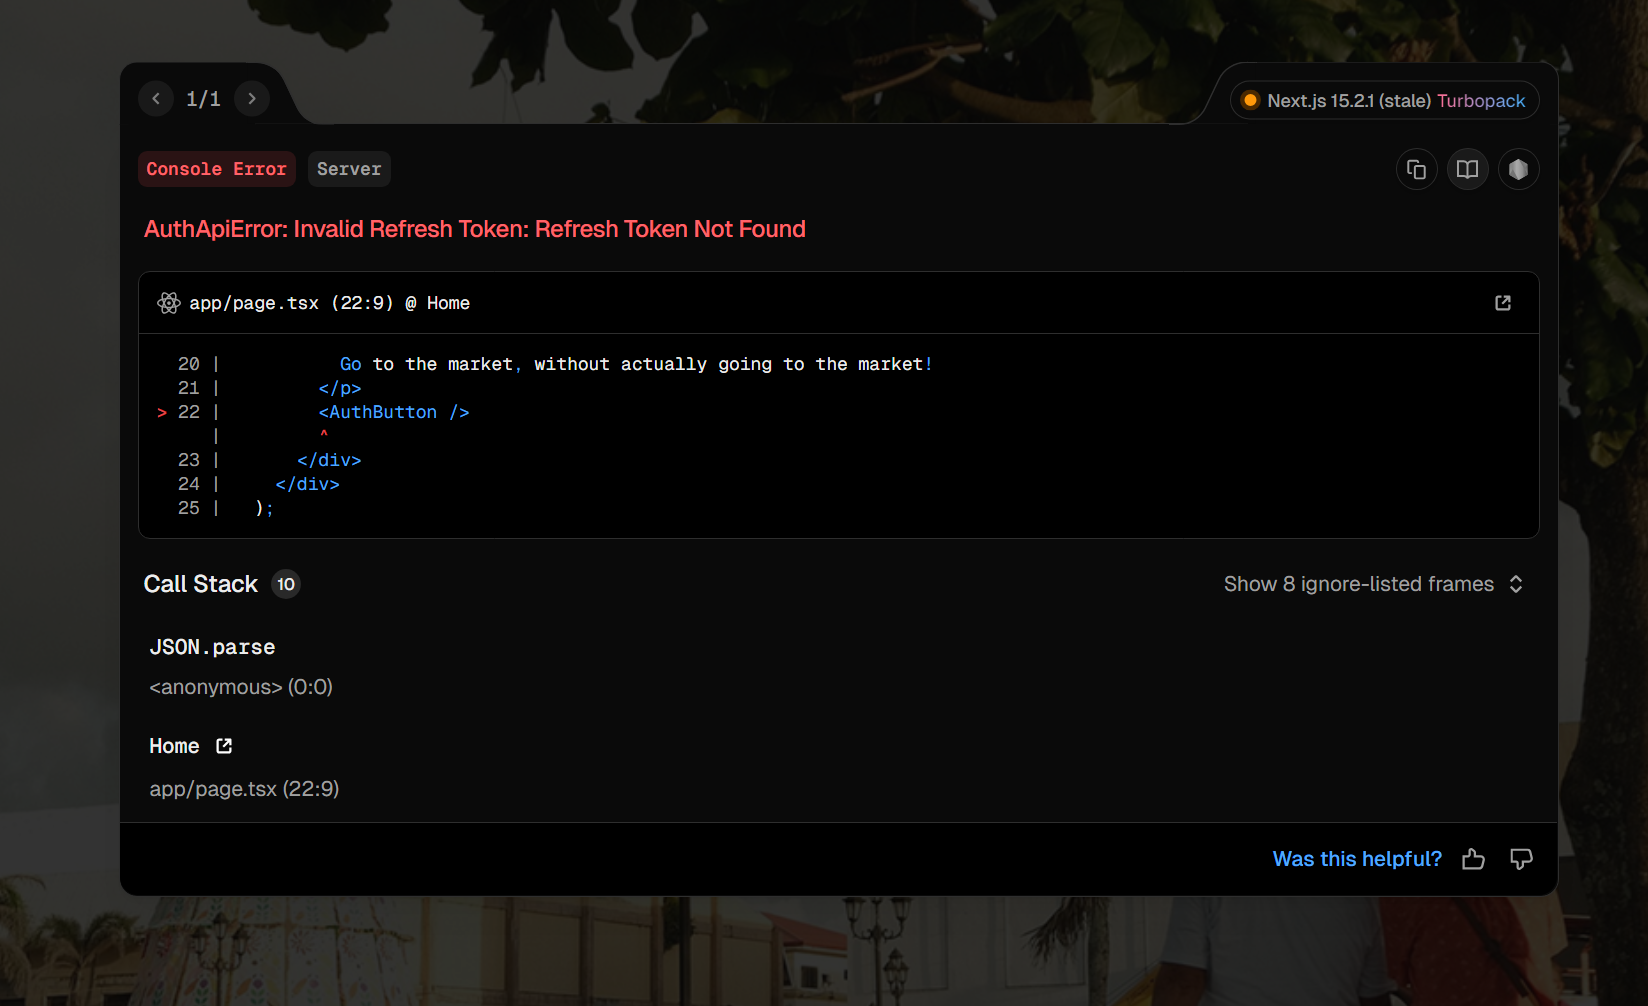 1/1
Next.js 15.2.1 (stale) Turbopack
Console Error Server
AuthApiError: Invalid Refresh Token: Refresh Token Not Found
app/page.tsx (22:9) @ Home
20 | Go to the market, without actually going to the market!
21 | </p>
> 22 | <AuthButton />
| ^
23 | </div>
24 | </div>
25 | );
Call Stack 10
Show 8 ignore-listed frames
JSON.parse
<anonymous> (0:0)
Home
app/page.tsx (22:9)
Was this helpful?